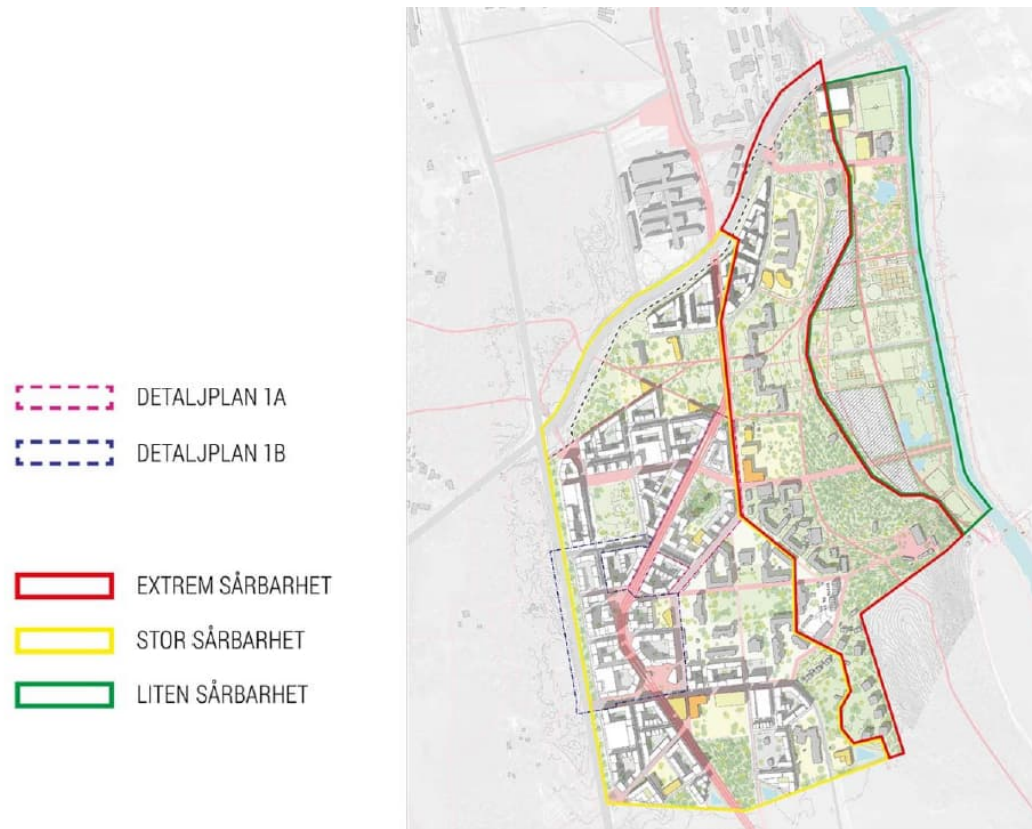 DETALJPLAN 1A
DETALJPLAN 1B
EXTREM SÅRBARHET
STOR SÅRBARHET
LITEN SÅRBARHET